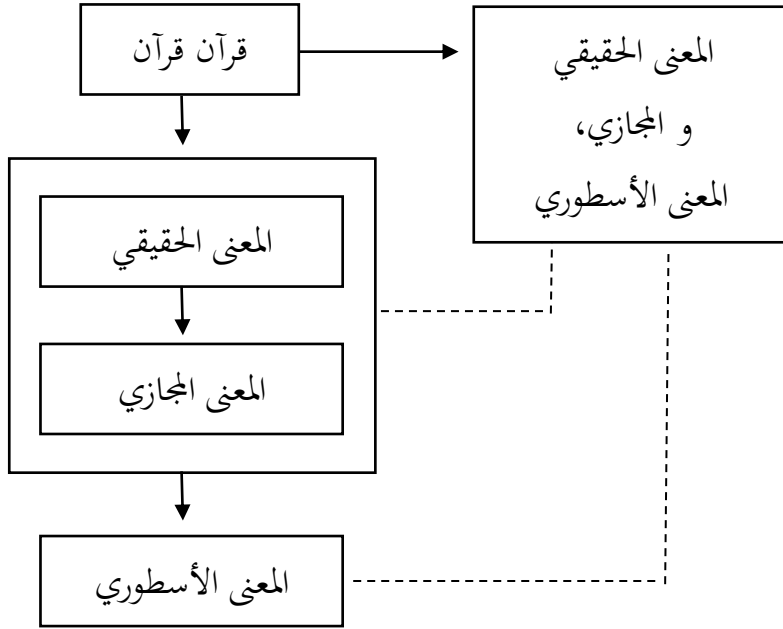 قرآن قرآن
المعنى الحقيقي
و المجازي،
المعنى الأسطوري
المعنى الحقيقي
المعنى المجازي
المعنى الأسطوري